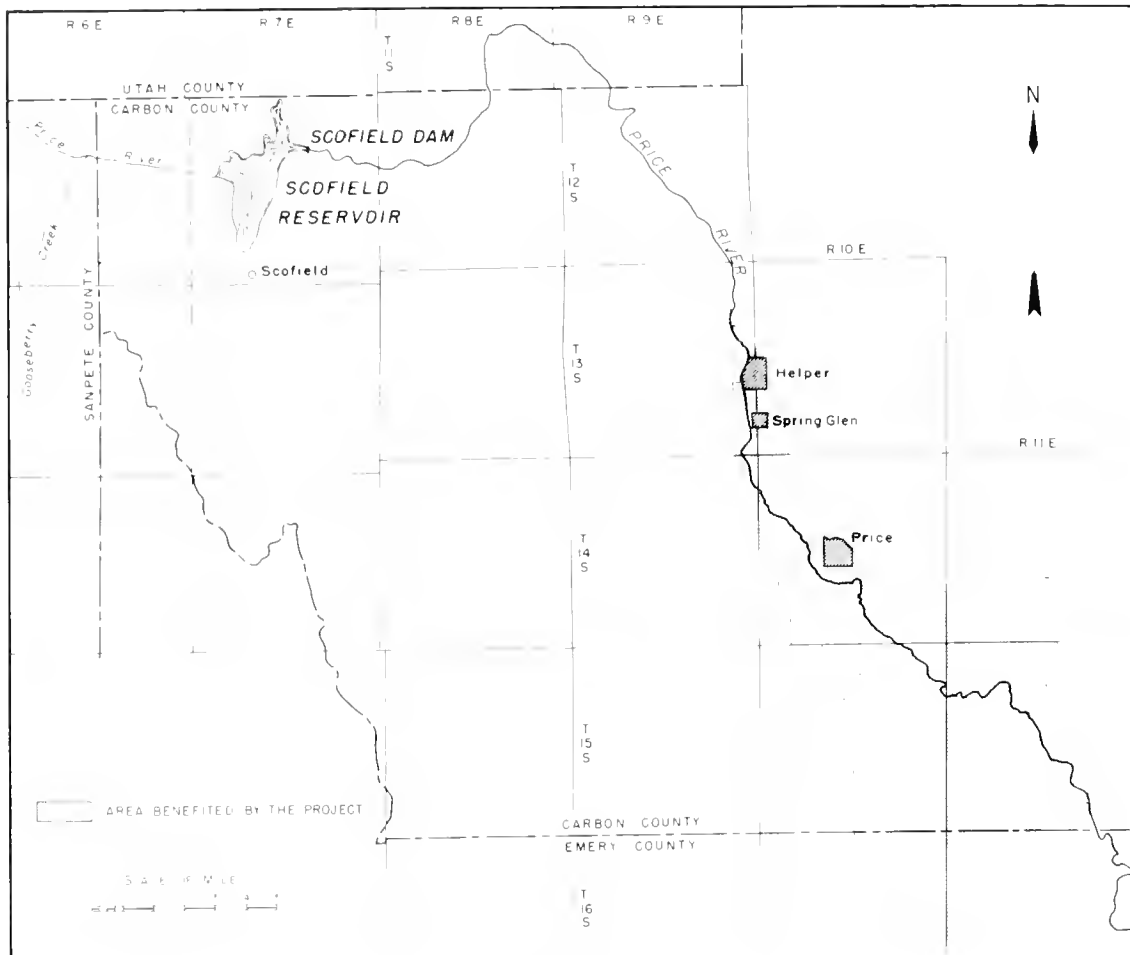 R 6 E
R 7 E
R 8 E
R 9 E
T
11
S
UTAH COUNTY
CARBON COUNTY
N
Price
River
SCOFIELD DAM
PRICE
RIVER
SCOFIELD
RESERVOIR
T
12
S
Creek
Gooseberry
Scofield
R 10 E
SANPETE COUNTY
T
13
S
Helper
Spring Glen
R 11 E
T
14
S
Price
T
15
S
AREA BENEFITED BY THE PROJECT
CARBON COUNTY
EMERY COUNTY
T
16
S